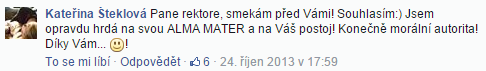 Kateřina Šteklová Pane rektore, smekám před Vámi! Souhlasím:) Jsem
opravdu hrdá na svou ALMA MATER a na Váš postoj! Konečně morální autorita!
Díky Vám... !
To se mi líbí · Odpovědět · 6 · 24. říjen 2013 v 17:59